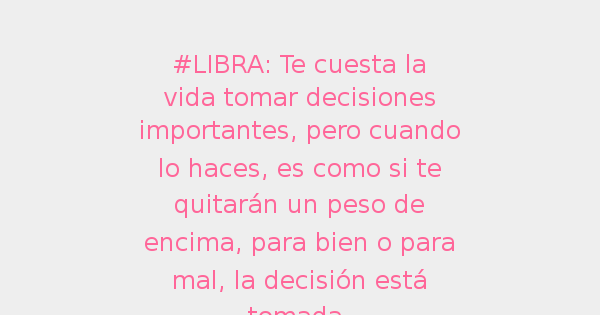 #LIBRA: Te cuesta la
vida tomar decisiones
importantes, pero cuando
lo haces, es como si te
quitarán un peso de
encima, para bien o para
mal, la decisión está
tomada